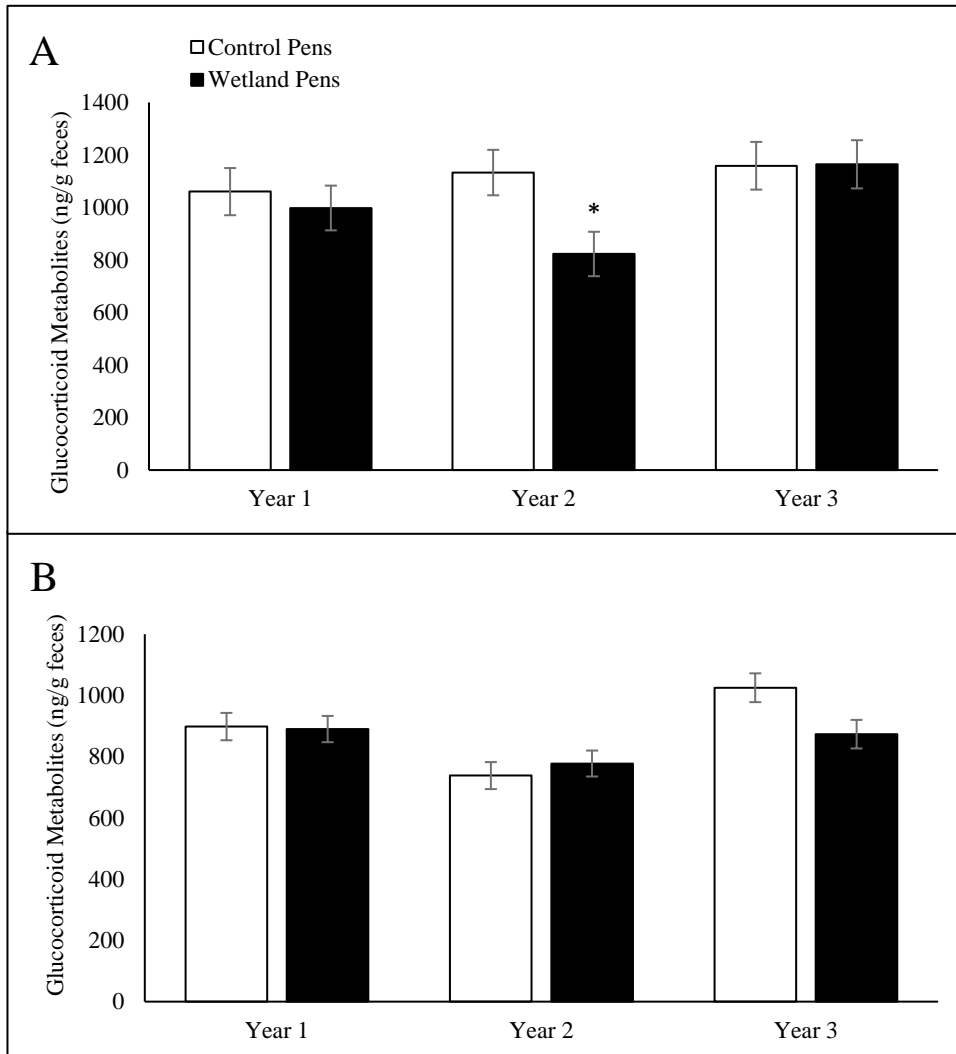 A
Control Pens
Wetland Pens
Glucocorticoid Metabolites (ng/g feces)
1400
1200
1000
800
600
400
200
0
*
Year 1 Year 2 Year 3
B
Glucocorticoid Metabolites (ng/g feces)
1200
1000
800
600
400
200
0
Year 1 Year 2 Year 3